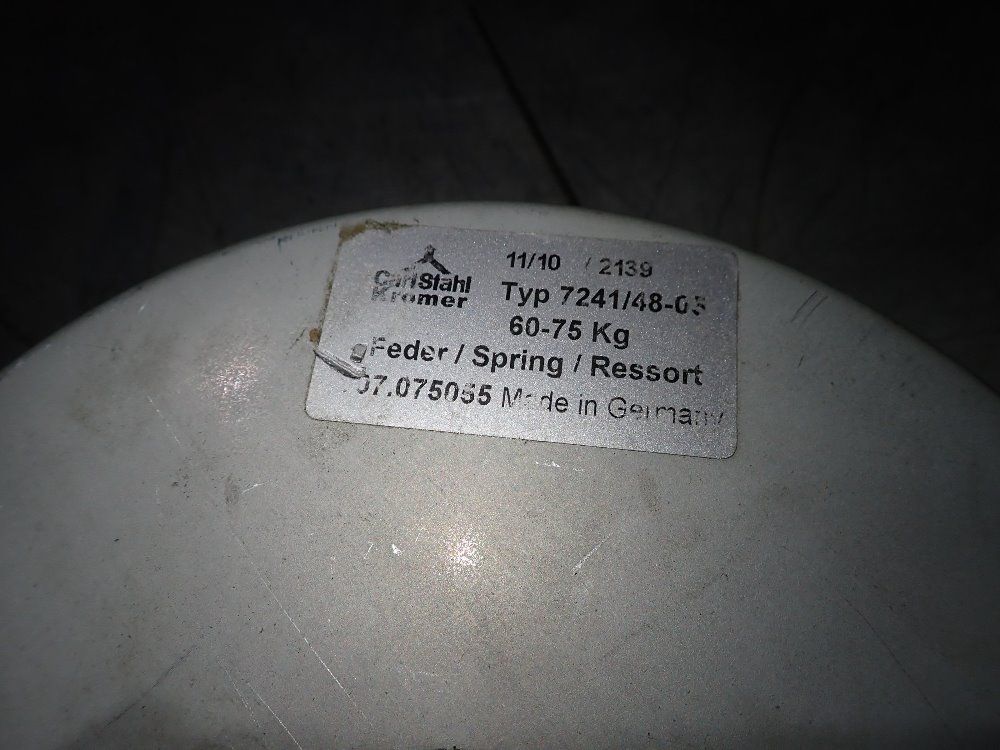 CarlStahl
Kromer
11/10 / 2139
Typ 7241/48-05
60-75 Kg
Feder / Spring / Ressort
07.075055 Made in Germany